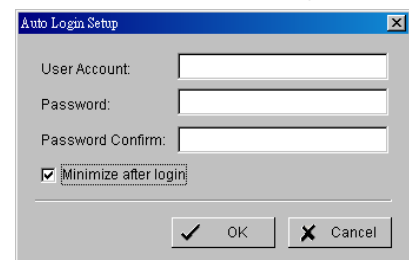 Auto Login Setup
User Account:
Password:
Password Confirm:
Minimize after login
OK
Cancel